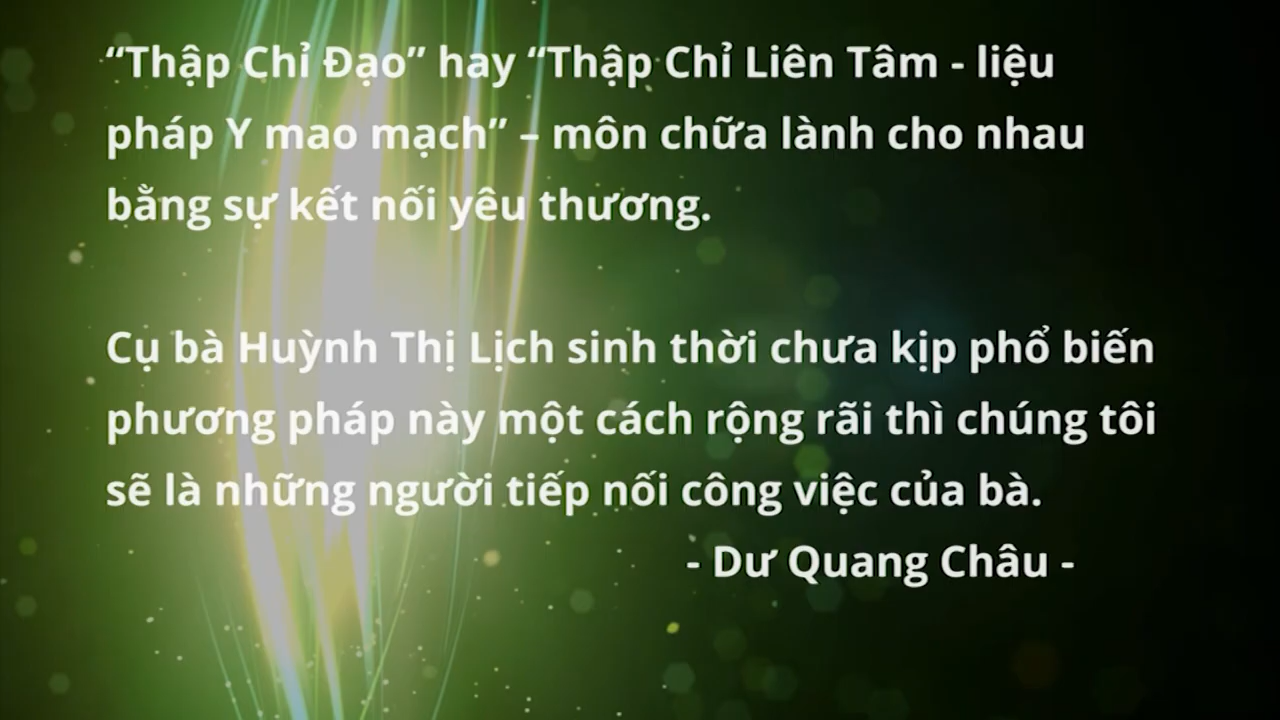 “Thập Chỉ Đạo” hay “Thập Chỉ Liên Tâm - liệu
pháp Y mao mạch” – môn chữa lành cho nhau
bằng sự kết nối yêu thương.
Cụ bà Huỳnh Thị Lịch sinh thời chưa kịp phổ biến
phương pháp này một cách rộng rãi thì chúng tôi
sẽ là những người tiếp nối công việc của bà.
- Dư Quang Châu -